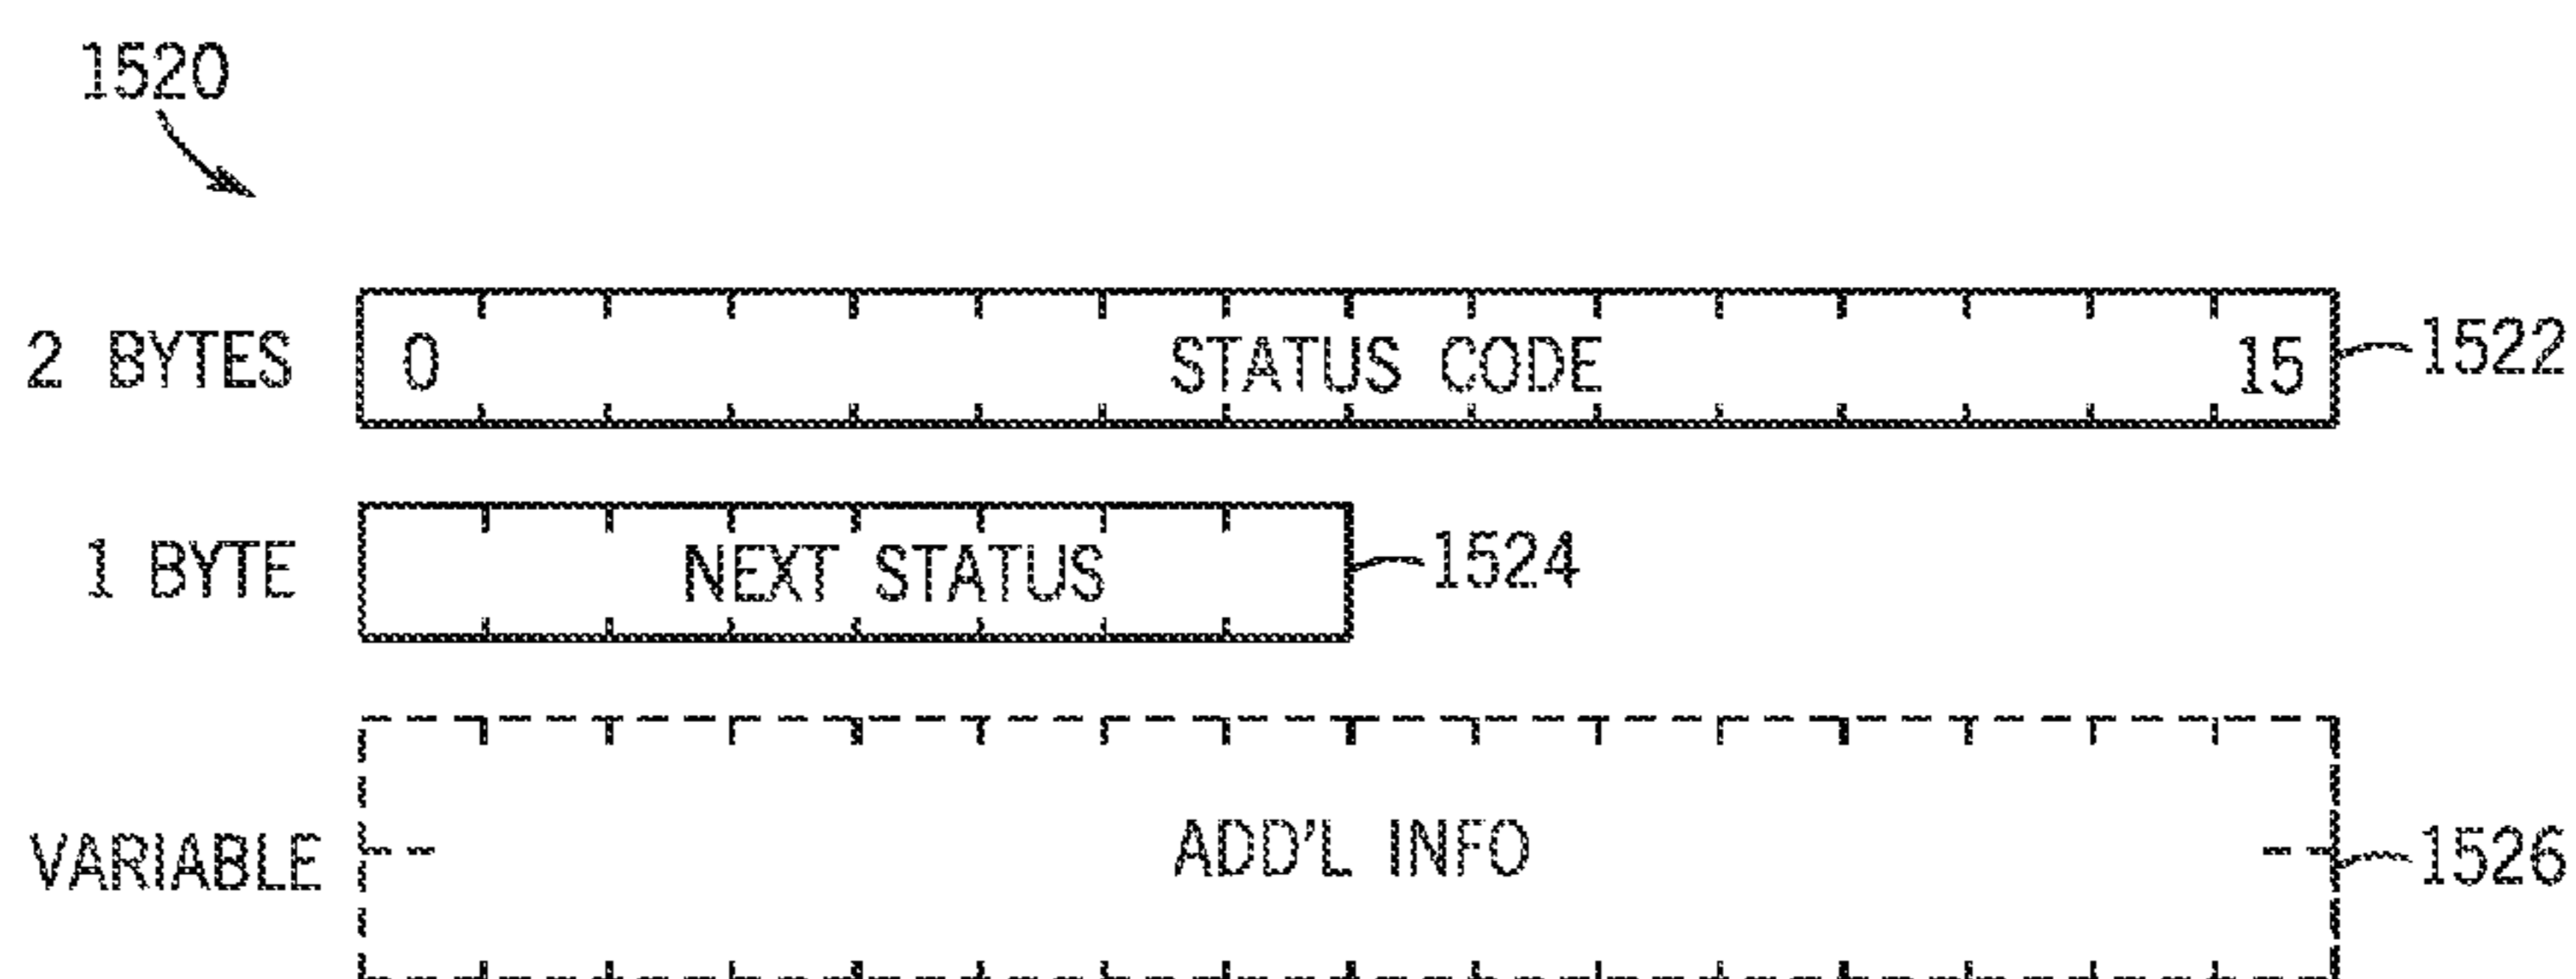 1520
2 BYTES 0 STATUS CODE 15 1522
1 BYTE NEXT STATUS 1524
VARIABLE ADD'L INFO 1526